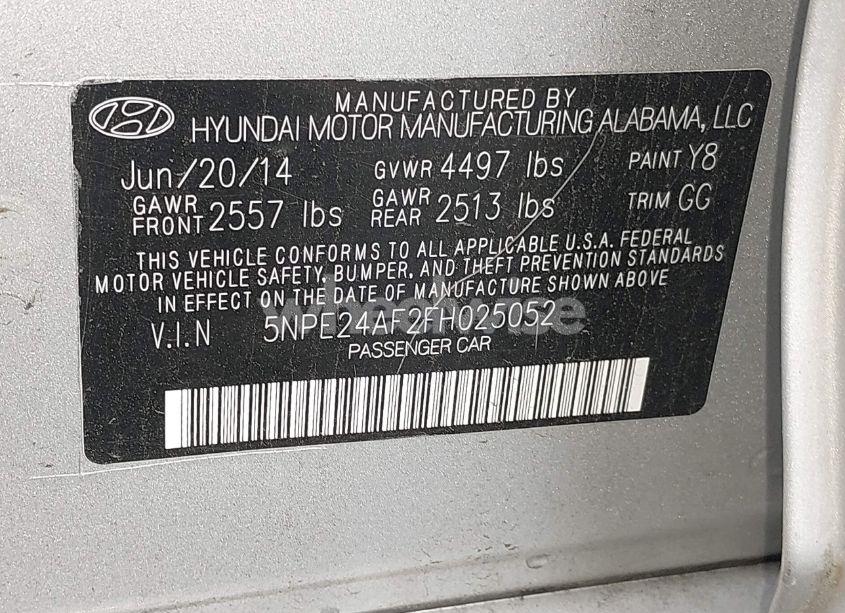 MANUFACTURED BY
HYUNDAI MOTOR MANUFACTURING ALABAMA, LLC
Jun/20/14 GVWR 4497 lbs PAINT Y8
GAWR FRONT 2557 lbs GAWR REAR 2513 lbs TRIM GG
THIS VEHICLE CONFORMS TO ALL APPLICABLE U.S.A. FEDERAL
MOTOR VEHICLE SAFETY, BUMPER, AND THEFT PREVENTION STANDARDS
IN EFFECT ON THE DATE OF MANUFACTURE SHOWN ABOVE
V.I.N 5NPE24AF2FH025052
PASSENGER CAR